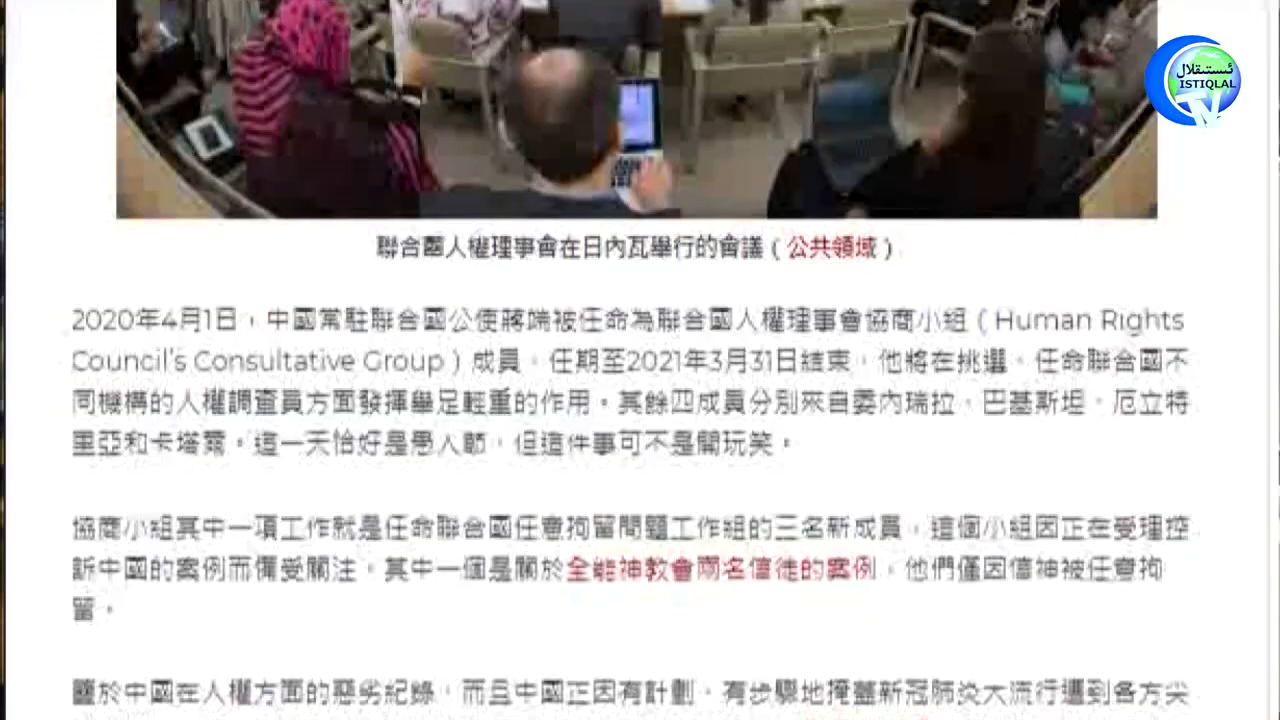 ئىستىقلال
ISTIQLAL
TV
聯合國人權理事會在日內瓦舉行的會議（公共領域）
2020年4月1日，中國常駐聯合國公使蔣端被任命為聯合國人權理事會協商小組（Human Rights
Council’s Consultative Group）成員，任期至2021年3月31日結束，他將在挑選、任命聯合國不
同機構的人權調查員方面發揮舉足輕重的作用。其餘四成員分別來自委內瑞拉、巴基斯坦、厄立特
里亞和卡塔爾。這一天恰好是愚人節，但這件事可不是開玩笑。
協商小組其中一項工作就是任命聯合國任意拘留問題工作組的三名新成員，這個小組因正在受理控
訴中國的案例而備受關注，其中一個是關於全能神教會兩名信徒的案例，他們僅因信神被任意拘
留。
鑒於中國在人權方面的惡劣紀錄，而且中國正因有計劃、有步驟地掩蓋新冠肺炎大流行遭到各方尖